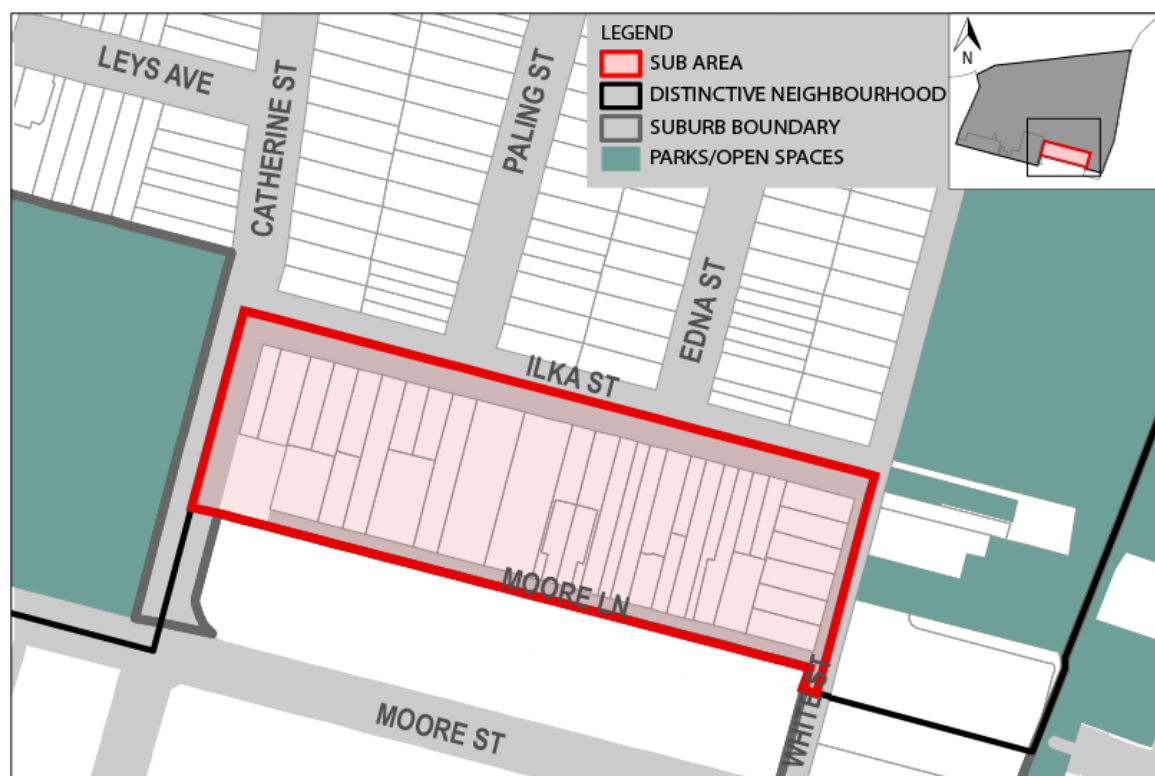 LEGEND
SUB AREA
DISTINCTIVE NEIGHBOURHOOD
SUBURB BOUNDARY
PARKS/OPEN SPACES
N
LEYS AVE
CATHERINE ST
PALING ST
EDNA ST
ILKA ST
MOORE LN
WHITE ST
MOORE ST